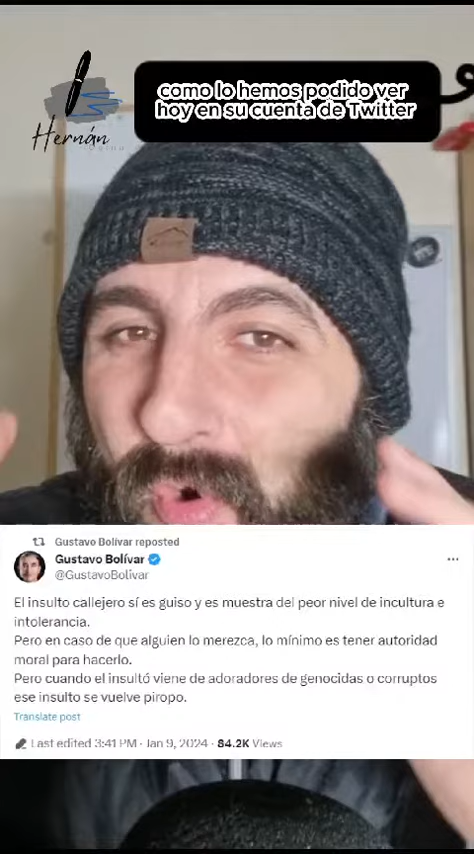 como lo hemos podido ver
hoy en su cuenta de Twitter
Hernán
Gustavo Bolívar reposted
Gustavo Bolívar
@GustavoBolivar
El insulto callejero sí es guiso y es muestra del peor nivel de incultura e
intolerancia.
Pero en caso de que alguien lo merezca, lo mínimo es tener autoridad
moral para hacerlo.
Pero cuando el insultó viene de adoradores de genocidas o corruptos
ese insulto se vuelve piropo.
Translate post
Last edited 3:41 PM · Jan 9, 2024 · 84.2K Views